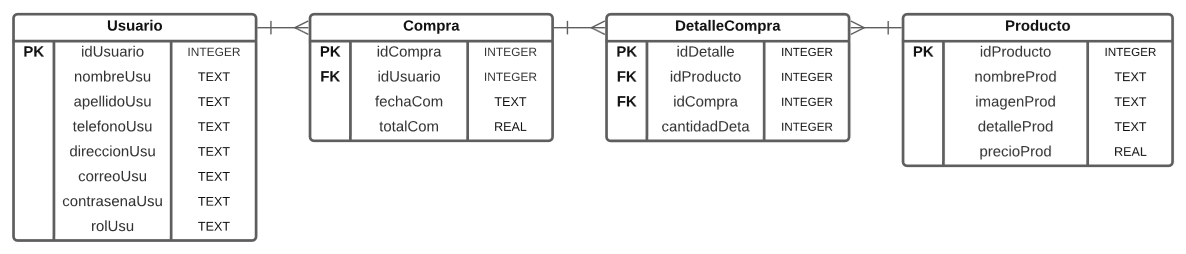 Usuario
PK idUsuario INTEGER
nombreUsu TEXT
apellidoUsu TEXT
telefonoUsu TEXT
direccionUsu TEXT
correoUsu TEXT
contrasenaUsu TEXT
rolUsu TEXT
Compra
PK idCompra INTEGER
FK idUsuario INTEGER
fechaCom TEXT
totalCom REAL
DetalleCompra
PK idDetalle INTEGER
FK idProducto INTEGER
FK idCompra INTEGER
cantidadDeta INTEGER
Producto
PK idProducto INTEGER
nombreProd TEXT
imagenProd TEXT
detalleProd TEXT
precioProd REAL